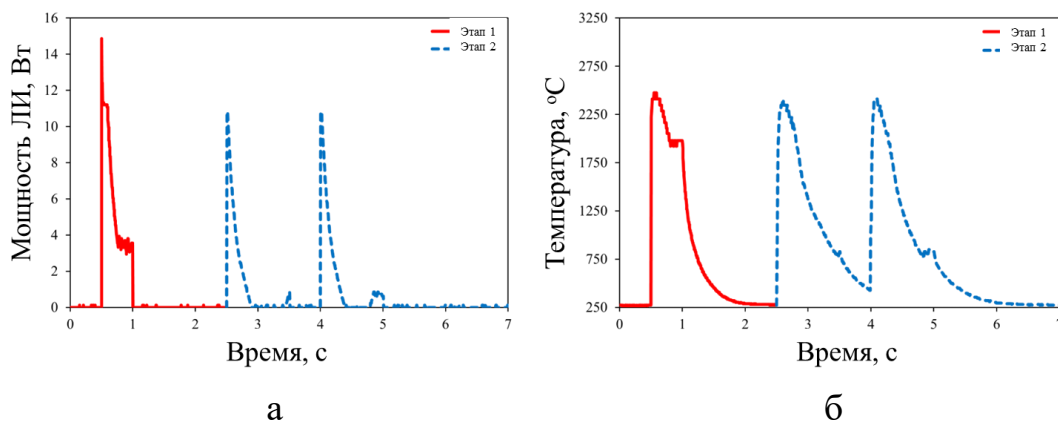 16
14
12
10
8
6
4
2
0
Мощность ЛИ, Вт
Этап 1
Этап 2
0 1 2 3 4 5 6 7
Время, с
а
3250
2750
2250
1750
1250
750
250
Температура, °С
Этап 1
Этап 2
0 1 2 3 4 5 6 7
Время, с
б